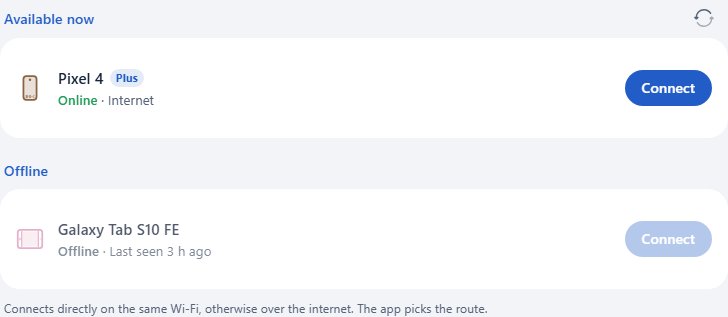 Available now
Pixel 4 Plus
Online · Internet
Connect
Offline
Galaxy Tab S10 FE
Offline · Last seen 3 h ago
Connect
Connects directly on the same Wi-Fi, otherwise over the internet. The app picks the route.